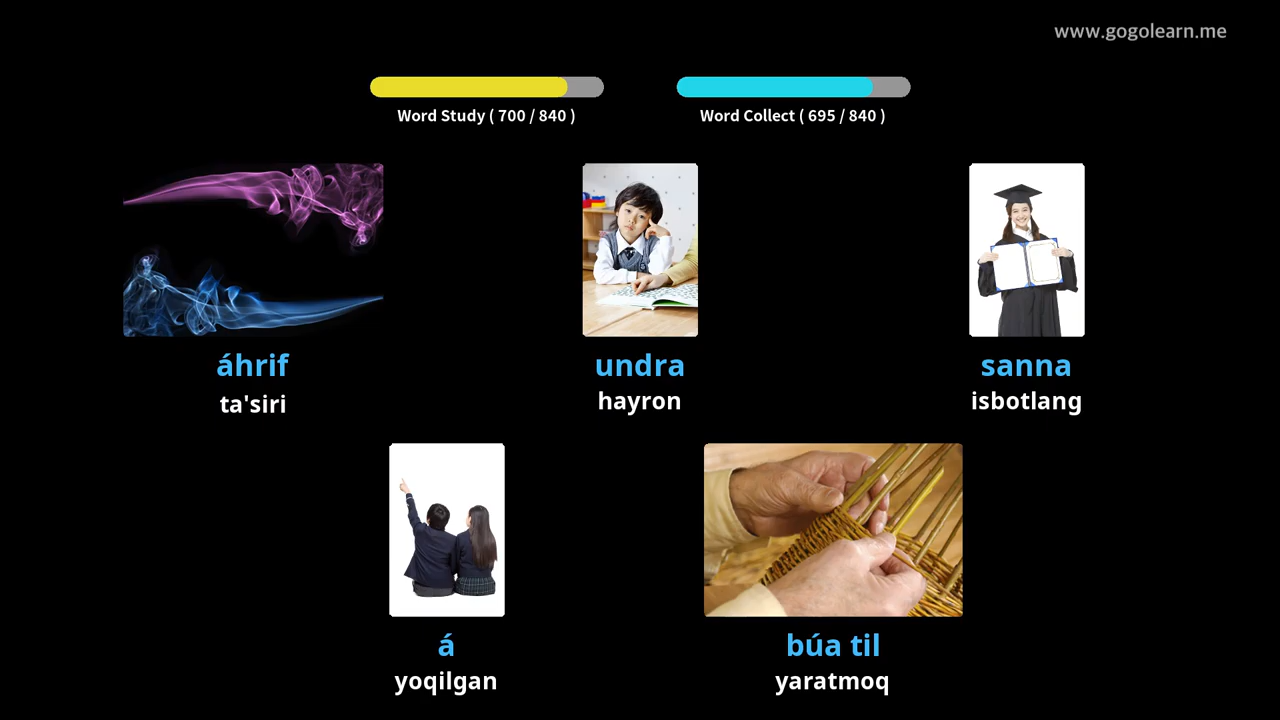 www.gogolearn.me
Word Study ( 700 / 840 )
Word Collect ( 695 / 840 )
áhrif
ta'siri
undra
hayron
sanna
isbotlang
á
yoqilgan
búa til
yaratmoq